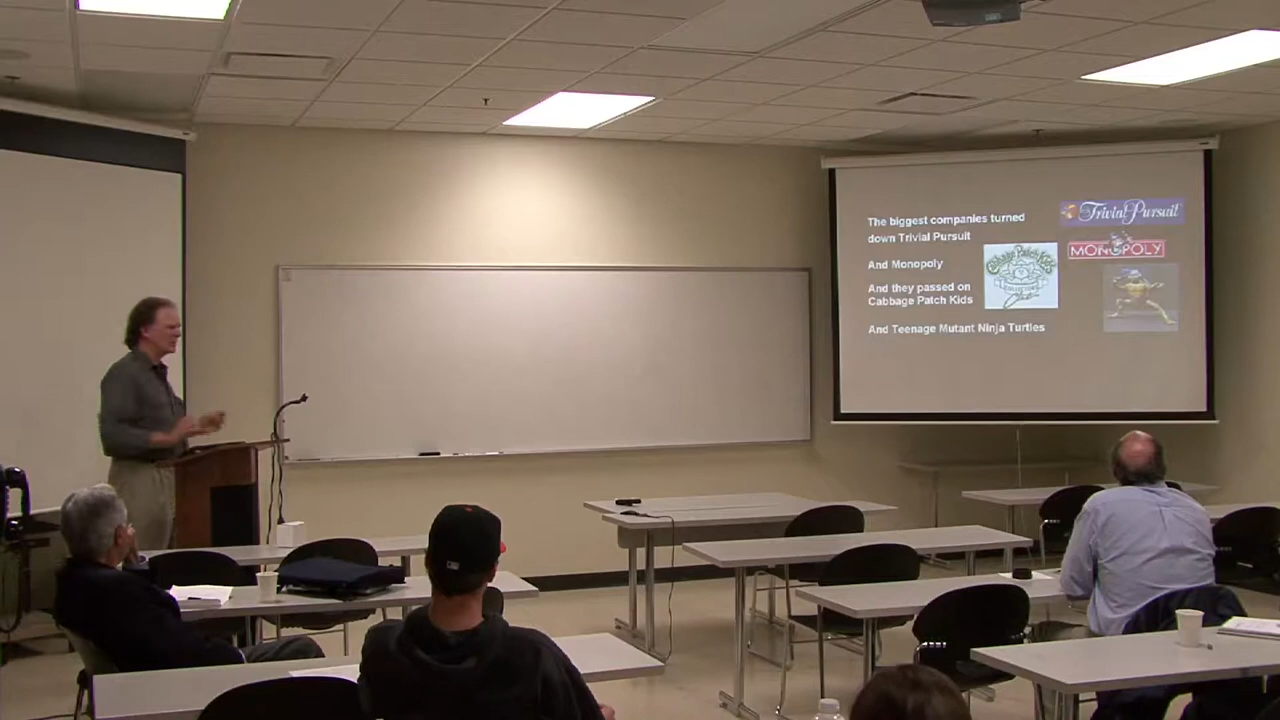 The biggest companies turned
down Trivial Pursuit
And Monopoly
And they passed on
Cabbage Patch Kids
And Teenage Mutant Ninja Turtles
Trivial Pursuit
MONOPOLY
Cabbage Patch Kids